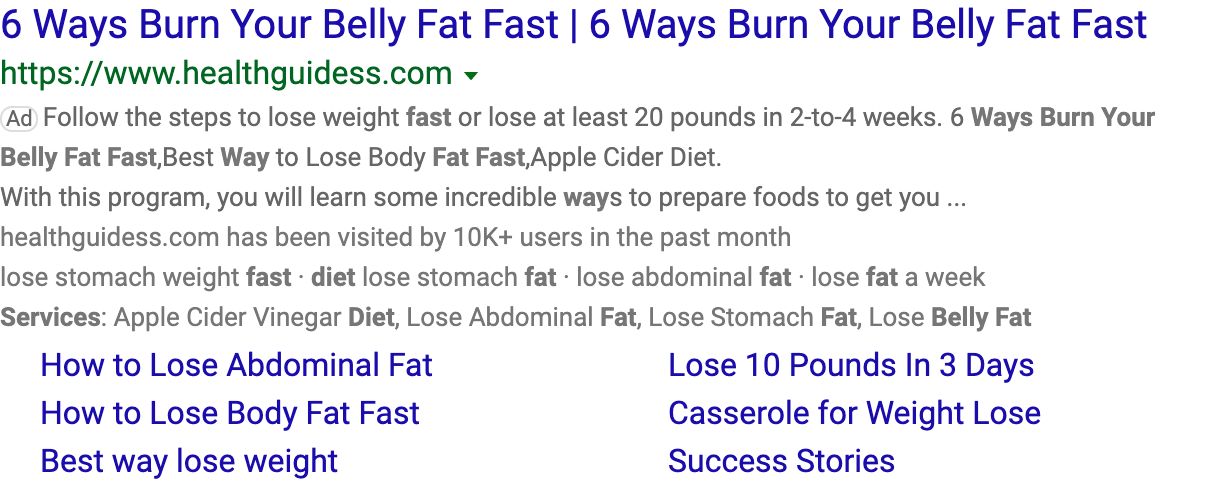 6 Ways Burn Your Belly Fat Fast | 6 Ways Burn Your Belly Fat Fast
https://www.healthguidess.com
Ad Follow the steps to lose weight fast or lose at least 20 pounds in 2-to-4 weeks. 6 Ways Burn Your
Belly Fat Fast,Best Way to Lose Body Fat Fast,Apple Cider Diet.
With this program, you will learn some incredible ways to prepare foods to get you ...
healthguidess.com has been visited by 10K+ users in the past month
lose stomach weight fast · diet lose stomach fat · lose abdominal fat · lose fat a week
Services: Apple Cider Vinegar Diet, Lose Abdominal Fat, Lose Stomach Fat, Lose Belly Fat
How to Lose Abdominal Fat
Lose 10 Pounds In 3 Days
How to Lose Body Fat Fast
Casserole for Weight Lose
Best way lose weight
Success Stories